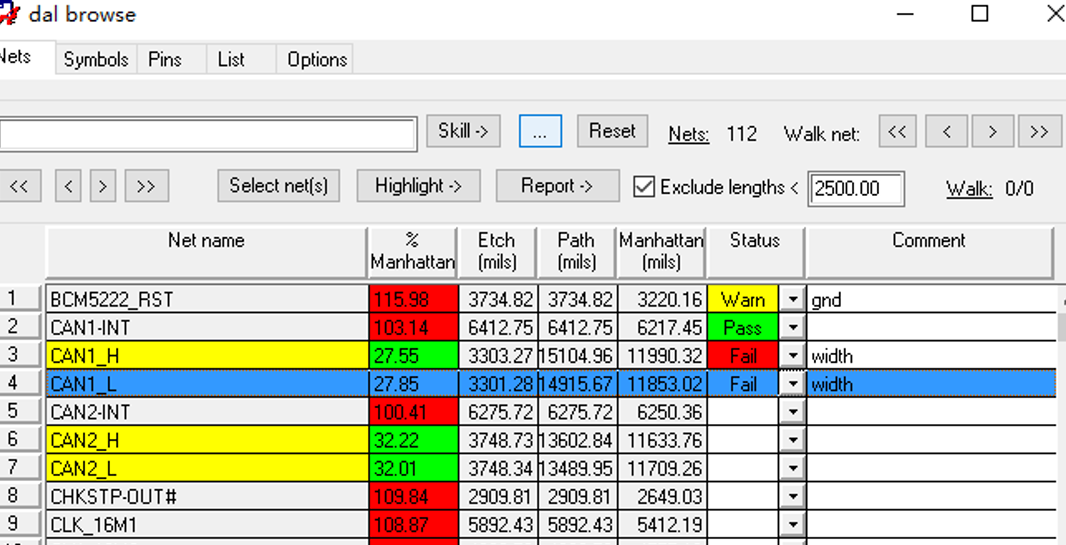 dal browse
Nets Symbols Pins List Options
Skill -> ... Reset Nets: 112 Walk net: << < > >>
<< < > >> Select net(s) Highlight -> Report -> Exclude lengths < 2500.00 Walk: 0/0
Net name % Manhattan Etch (mils) Path (mils) Manhattan (mils) Status Comment
1 BCM5222_RST 115.98 3734.82 3734.82 3220.16 Warn gnd
2 CAN1-INT 103.14 6412.75 6412.75 6217.45 Pass
3 CAN1_H 27.55 3303.27 15104.96 11990.32 Fail width
4 CAN1_L 27.85 3301.28 14915.67 11853.02 Fail width
5 CAN2-INT 100.41 6275.72 6275.72 6250.36
6 CAN2_H 32.22 3748.73 13602.84 11633.76
7 CAN2_L 32.01 3748.34 13489.95 11709.26
8 CHKSTP-OUT# 109.84 2909.81 2909.81 2649.03
9 CLK_16M1 108.87 5892.43 5892.43 5412.19